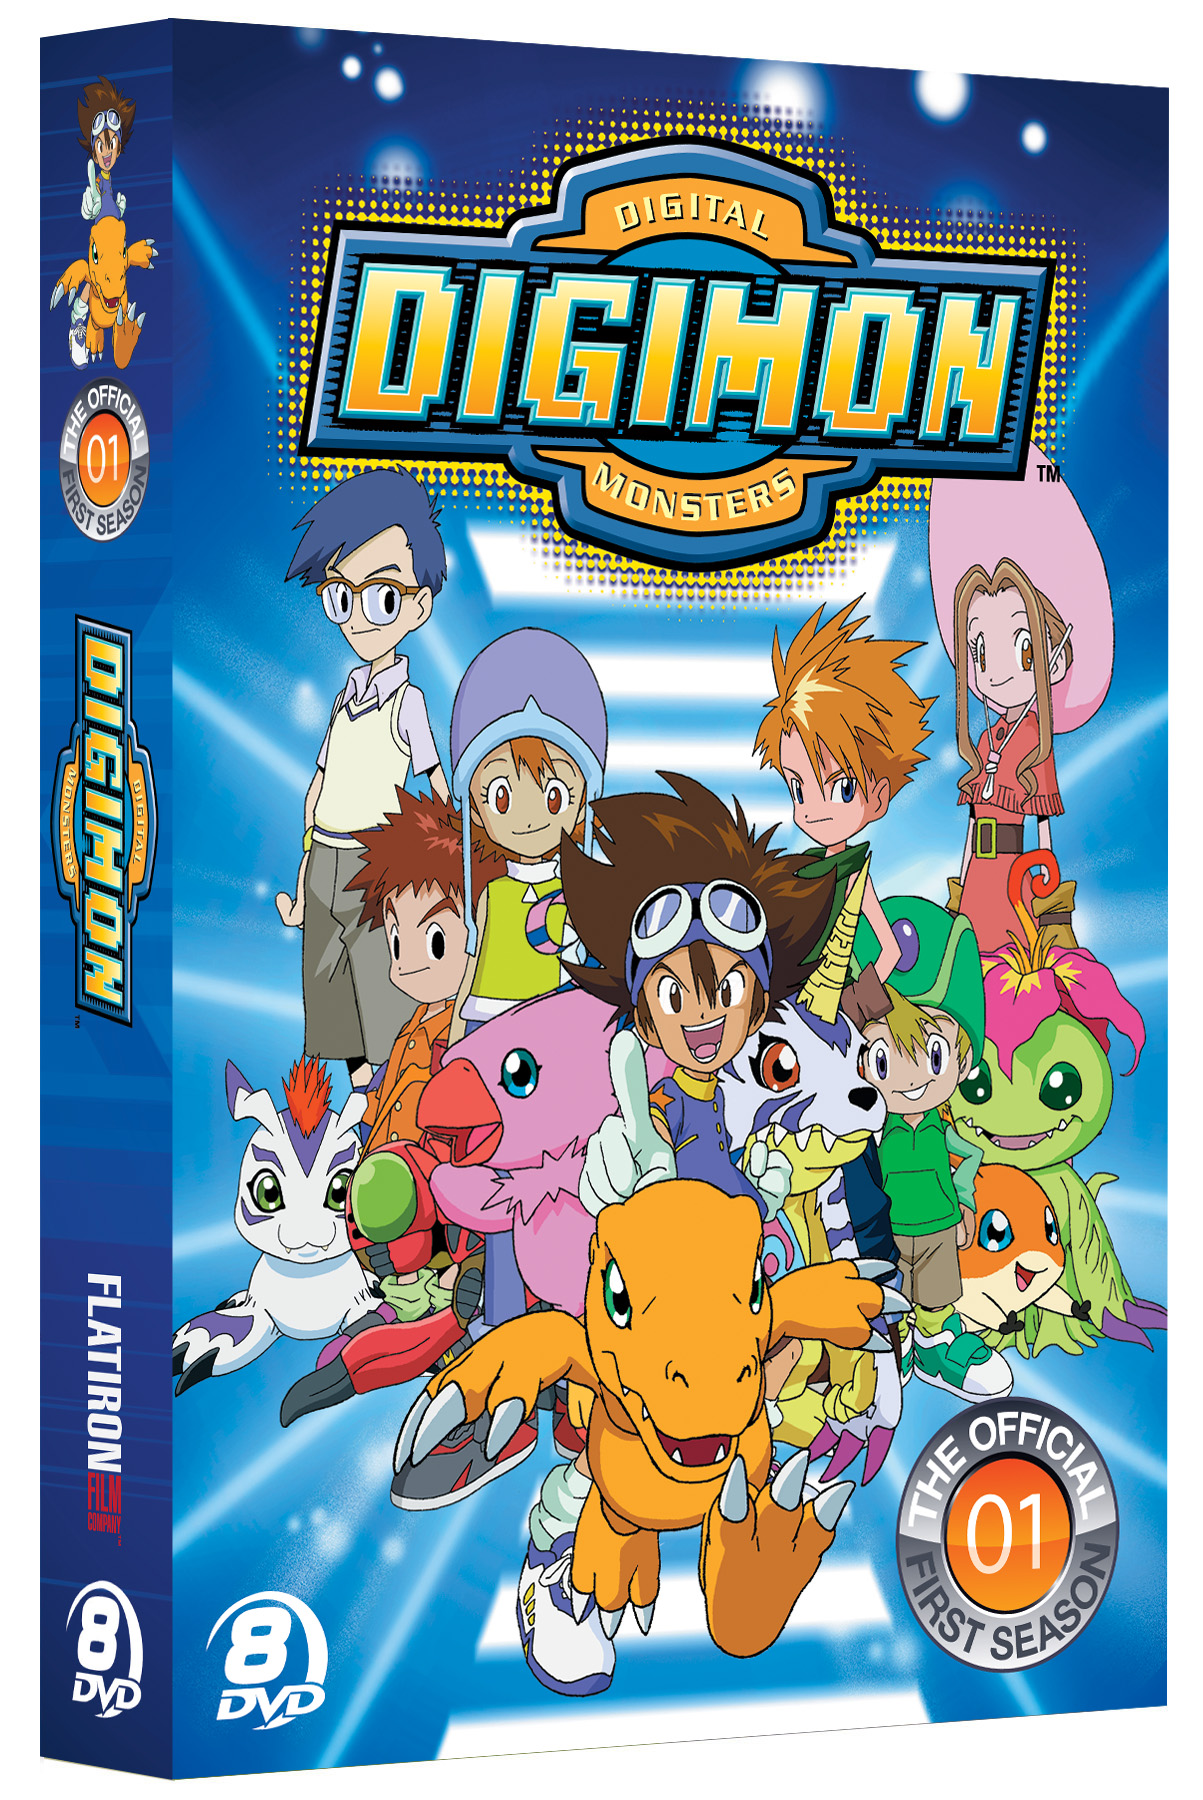 THE OFFICIAL
01
FIRST SEASON
DIGITAL
DIGIMON
MONSTERS
TM
FLATIRON
FILM
COMPANY
8
DVD
DIGITAL
DIGIMON
MONSTERS
TM
THE OFFICIAL
01
FIRST SEASON
8
DVD